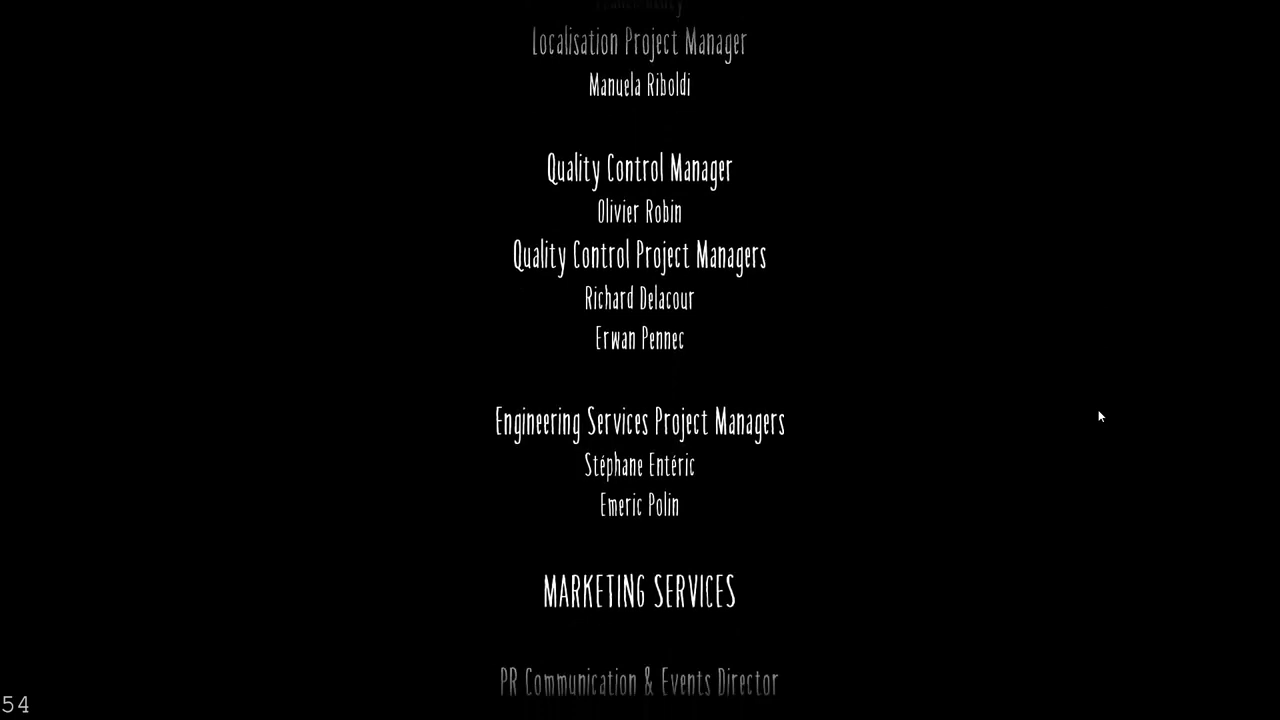 Localisation Project Manager
Manuela Riboldi
Quality Control Manager
Olivier Robin
Quality Control Project Managers
Richard Delacour
Erwan Pennec
Engineering Services Project Managers
Stéphane Entéric
Emeric Polin
MARKETING SERVICES
PR Communication & Events Director
54